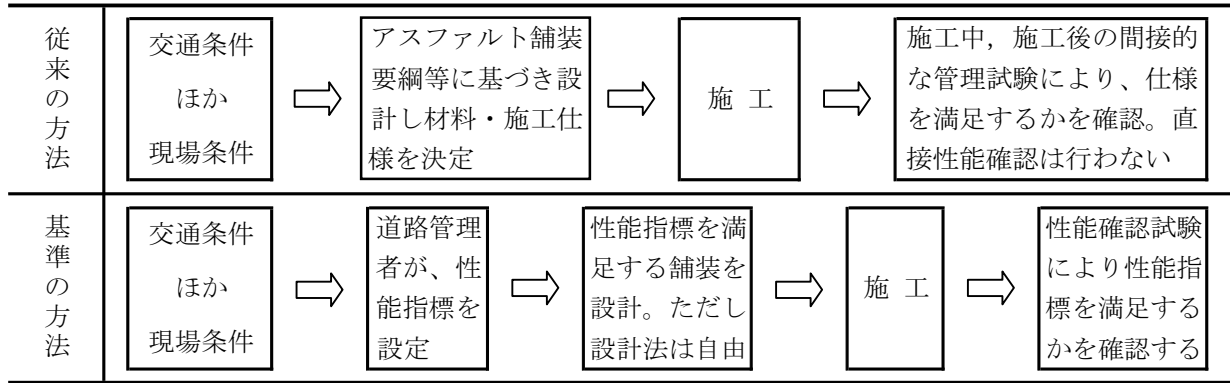 従来の方法
交通条件
ほか
現場条件
アスファルト舗装
要綱等に基づき設
計し材料・施工仕
様を決定
施 工
施工中，施工後の間接的
な管理試験により、仕様
を満足するかを確認。直
接性能確認は行わない
基準の方法
交通条件
ほか
現場条件
道路管理
者が、性
能指標を
設定
性能指標を満
足する舗装を
設計。ただし
設計法は自由
施 工
性能確認試験
により性能指
標を満足する
かを確認する